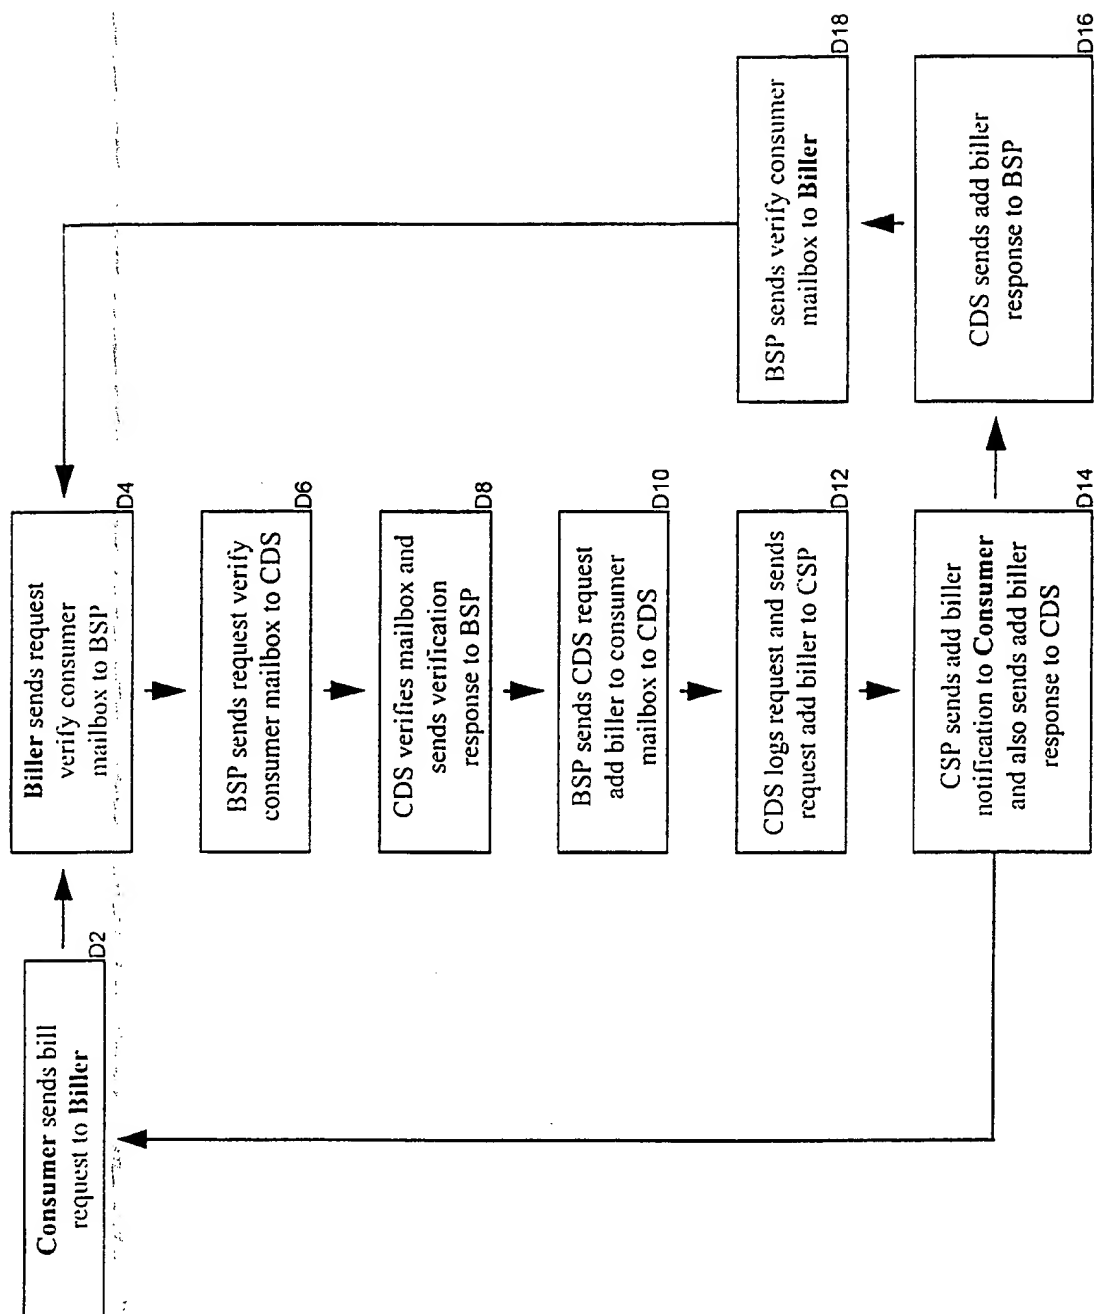 Consumer sends bill
request to Biller
D2
Biller sends request
verify consumer
mailbox to BSP
D4
BSP sends request verify
consumer mailbox to CDS
D6
CDS verifies mailbox and
sends verification
response to BSP
D8
BSP sends CDS request
add biller to consumer
mailbox to CDS
D10
CDS logs request and sends
request add biller to CSP
D12
CSP sends add biller
notification to Consumer
and also sends add biller
response to CDS
D14
CDS sends add biller
response to BSP
D16
BSP sends verify consumer
mailbox to Biller
D18